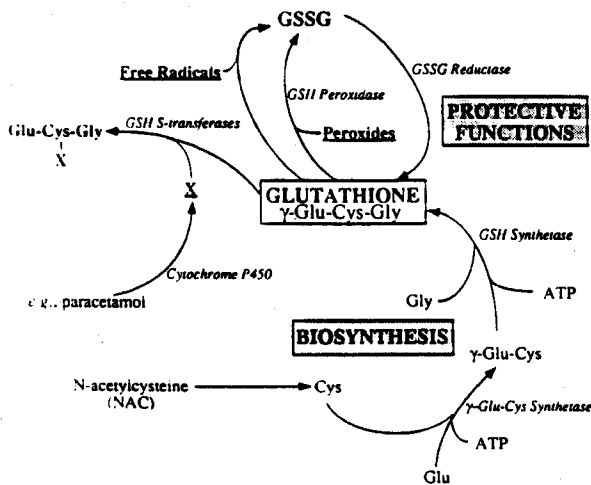 GSSG
Free Radicals
GSH Peroxidase
GSSG Reductase
Peroxides
PROTECTIVE
FUNCTIONS
Glu-Cys-Gly
X
GSH S-transferases
X
GLUTATHIONE
γ-Glu-Cys-Gly
Cytochrome P450
e.g., paracetamol
GSH Synthetase
Gly
ATP
BIOSYNTHESIS
γ-Glu-Cys
N-acetylcysteine
(NAC)
Cys
γ-Glu-Cys Synthetase
ATP
Glu